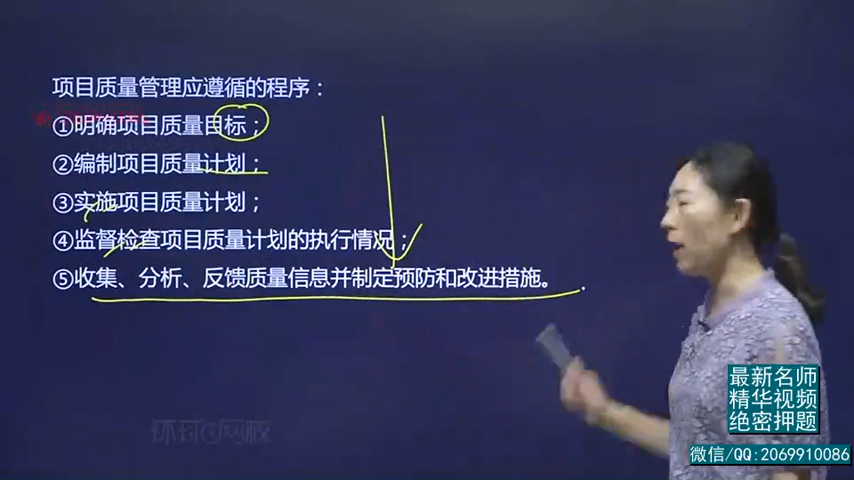 项目质量管理应遵循的程序：
①明确项目质量目标；
②编制项目质量计划；
③实施项目质量计划；
④监督检查项目质量计划的执行情况；
⑤收集、分析、反馈质量信息并制定预防和改进措施。
环球网校
最新名师
精华视频
绝密押题
微信/QQ:2069910086